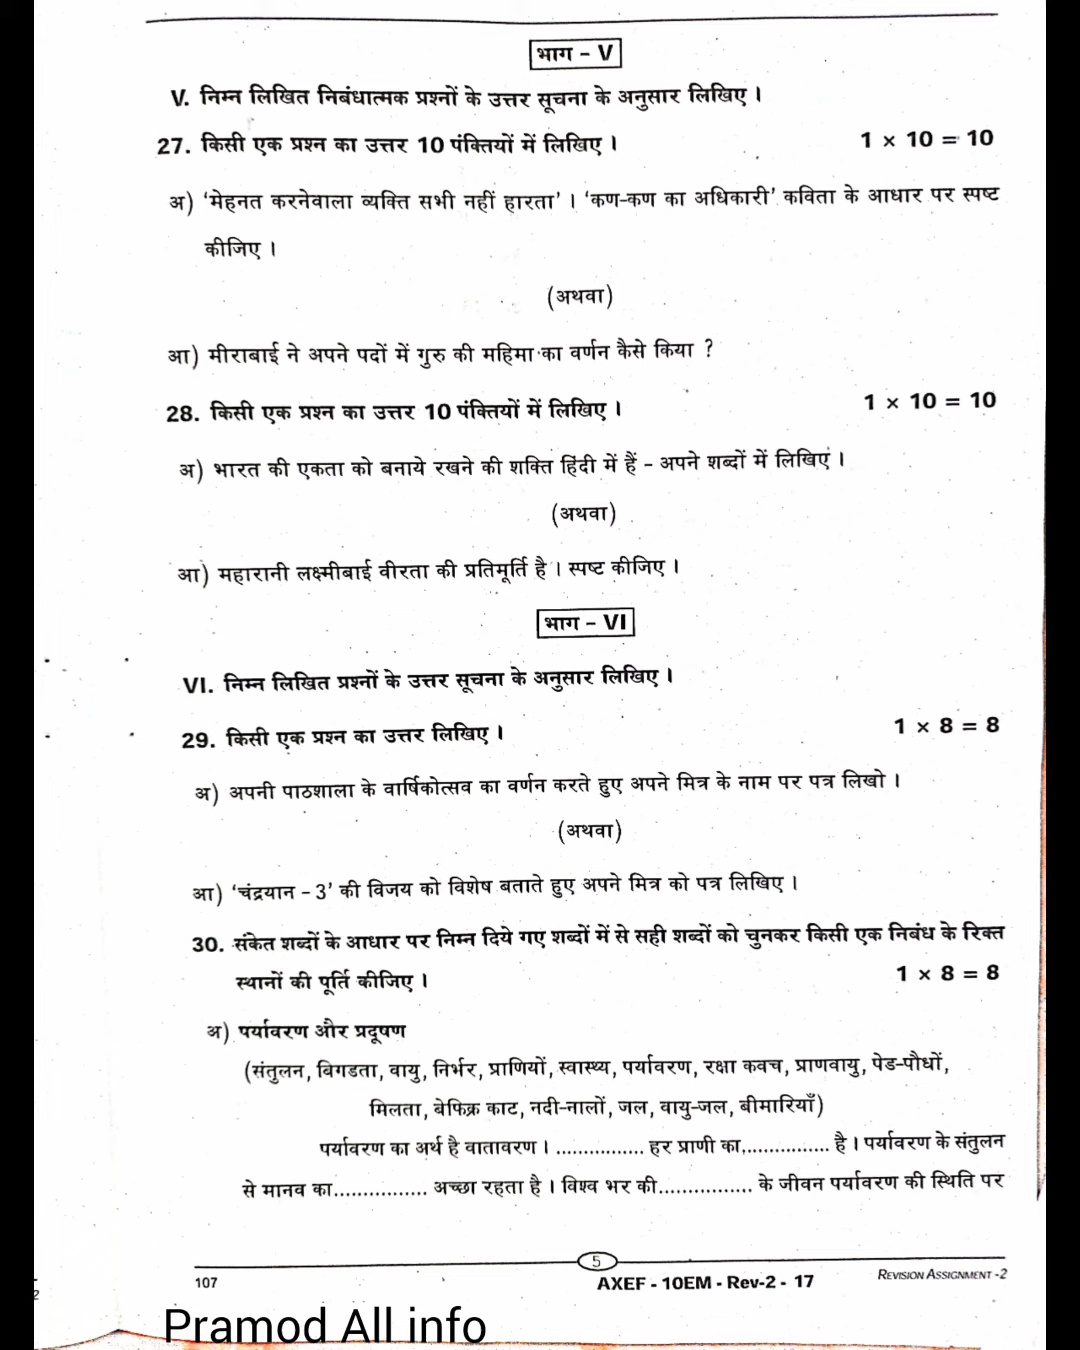 भाग - V
V. निम्न लिखित निबंधात्मक प्रश्नों के उत्तर सूचना के अनुसार लिखिए ।
27. किसी एक प्रश्न का उत्तर 10 पंक्तियों में लिखिए । 1 × 10 = 10
अ) ‘मेहनत करनेवाला व्यक्ति सभी नहीं हारता’ । ‘कण-कण का अधिकारी’ कविता के आधार पर स्पष्ट
कीजिए ।
(अथवा)
आ) मीराबाई ने अपने पदों में गुरु की महिमा का वर्णन कैसे किया ?
28. किसी एक प्रश्न का उत्तर 10 पंक्तियों में लिखिए । 1 × 10 = 10
अ) भारत की एकता को बनाये रखने की शक्ति हिंदी में हैं - अपने शब्दों में लिखिए ।
(अथवा)
आ) महारानी लक्ष्मीबाई वीरता की प्रतिमूर्ति है । स्पष्ट कीजिए ।
भाग - VI
VI. निम्न लिखित प्रश्नों के उत्तर सूचना के अनुसार लिखिए ।
29. किसी एक प्रश्न का उत्तर लिखिए । 1 × 8 = 8
अ) अपनी पाठशाला के वार्षिकोत्सव का वर्णन करते हुए अपने मित्र के नाम पर पत्र लिखो ।
(अथवा)
आ) ‘चंद्रयान - 3’ की विजय को विशेष बताते हुए अपने मित्र को पत्र लिखिए ।
30. संकेत शब्दों के आधार पर निम्न दिये गए शब्दों में से सही शब्दों को चुनकर किसी एक निबंध के रिक्त
स्थानों की पूर्ति कीजिए । 1 × 8 = 8
अ) पर्यावरण और प्रदूषण
(संतुलन, बिगडता, वायु, निर्भर, प्राणियों, स्वास्थ्य, पर्यावरण, रक्षा कवच, प्राणवायु, पेड-पौधों,
मिलता, बेफिक्र काट, नदी-नालों, जल, वायु-जल, बीमारियाँ)
पर्यावरण का अर्थ है वातावरण । ................ हर प्राणी का................ है । पर्यावरण के संतुलन
से मानव का................. अच्छा रहता है । विश्व भर की................. के जीवन पर्यावरण की स्थिति पर
5
107 AXEF - 10EM - Rev-2 - 17 REVISION ASSIGNMENT -2
Pramod All info